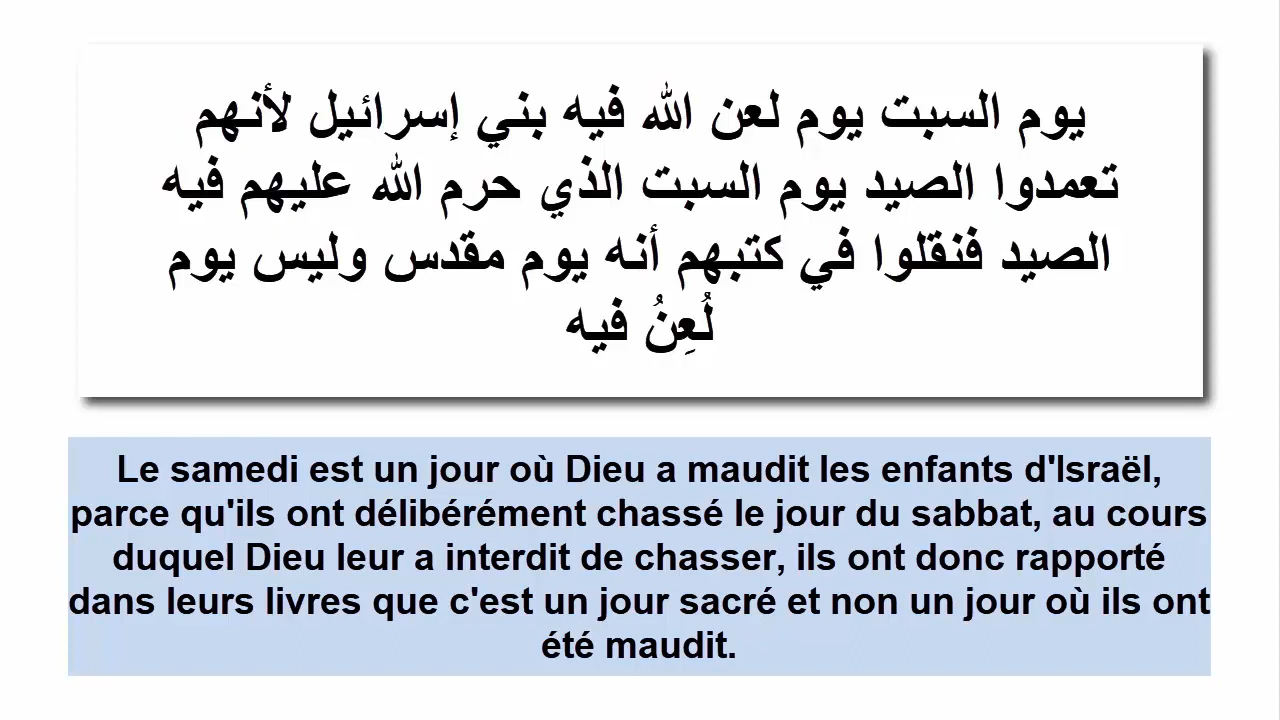 يوم السبت يوم لعن الله فيه بني إسرائيل لأنهم
تعمدوا الصيد يوم السبت الذي حرم الله عليهم فيه
الصيد فنقلوا في كتبهم أنه يوم مقدس وليس يوم
لُعِنُ فيه
Le samedi est un jour où Dieu a maudit les enfants d'Israël,
parce qu'ils ont délibérément chassé le jour du sabbat, au cours
duquel Dieu leur a interdit de chasser, ils ont donc rapporté
dans leurs livres que c'est un jour sacré et non un jour où ils ont
été maudit.